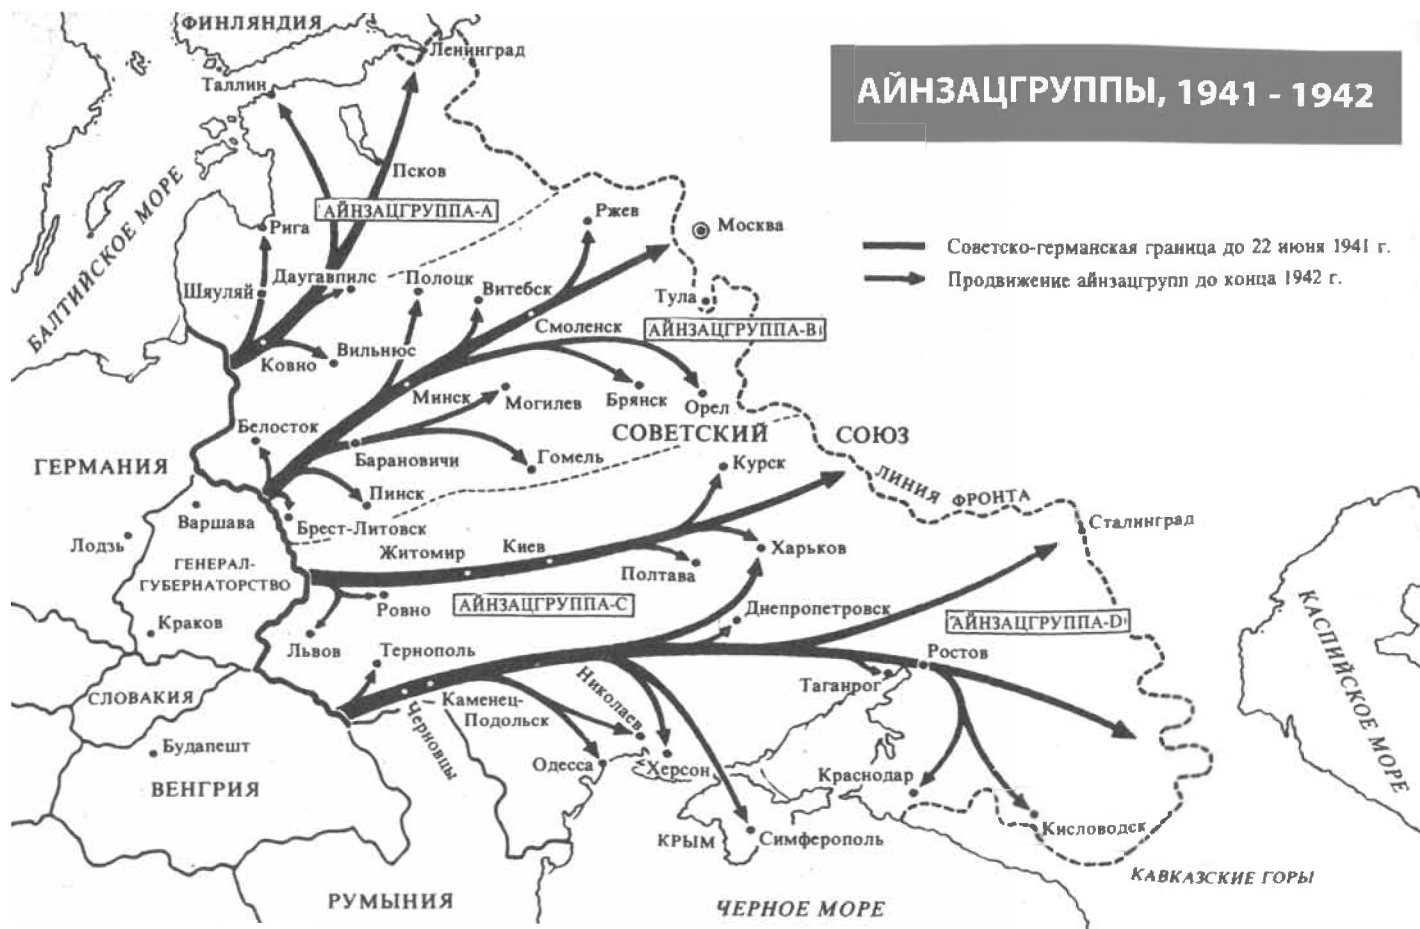 ФИНЛЯНДИЯ
Ленинград
Таллин
АЙНЗАЦГРУППЫ, 1941 - 1942
Псков
БАЛТИЙСКОЕ МОРЕ
АЙНЗАЦГРУППА-А
Ржев
Рига
Москва
Советско-германская граница до 22 июня 1941 г.
Продвижение айнзацгрупп до конца 1942 г.
Даугавпилс
Полоцк
Витебск
Шяуляй
Тула
Смоленск
АЙНЗАЦГРУППА-В
Вильнюс
Ковно
Минск
Могилев
Брянск
Орел
Белосток
СОВЕТСКИЙ
СОЮЗ
ГЕРМАНИЯ
Барановичи
Гомель
Курск
ЛИНИЯ ФРОНТА
Пинск
Варшава
Брест-Литовск
Сталинград
Лодзь
Житомир
Киев
Харьков
ГЕНЕРАЛ-
ГУБЕРНАТОРСТВО
Полтава
Ровно
АЙНЗАЦГРУППА-С
Днепропетровск
АЙНЗАЦГРУППА-D
Краков
Львов
Тернополь
Ростов
КАСПИЙСКОЕ МОРЕ
СЛОВАКИЯ
Каменец-
Подольск
Николаев
Таганрог
Черновцы
Будапешт
Одесса
Херсон
Краснодар
ВЕНГРИЯ
КРЫМ
Симферополь
Кисловодск
КАВКАЗСКИЕ ГОРЫ
РУМЫНИЯ
ЧЕРНОЕ МОРЕ